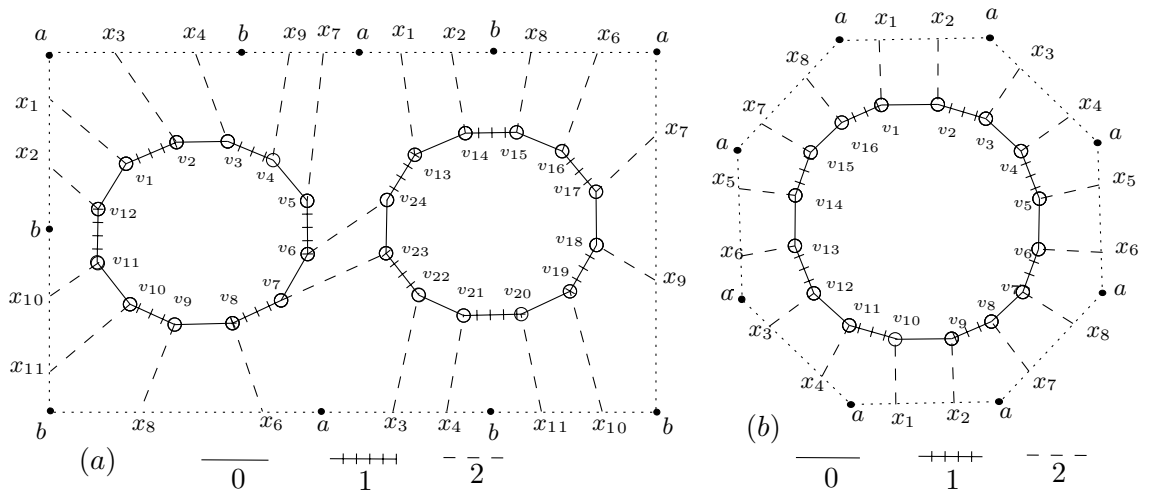 a x₃ x₄ b x₉ x₇ a x₁ x₂ b x₈ x₆ a
x₁
x₂
b
x₁₀
x₁₁
x₇
x₉
v₁ v₂ v₃ v₄ v₅ v₆ v₇ v₈ v₉ v₁₀ v₁₁ v₁₂
v₁₃ v₁₄ v₁₅ v₁₆ v₁₇ v₁₈ v₁₉ v₂₀ v₂₁ v₂₂ v₂₃ v₂₄
b x₈ x₆ a x₃ x₄ b x₁₁ x₁₀ b
(a) 0 1 2
a x₁ x₂ a
x₈ x₃
x₇ x₄
a a
x₅ x₅
x₆ x₆
a a
x₃ x₈
x₄ x₇
v₁ v₂ v₃ v₄ v₅ v₆ v₇ v₈ v₉ v₁₀ v₁₁ v₁₂ v₁₃ v₁₄ v₁₅ v₁₆
a x₁ x₂ a
(b) 0 1 2